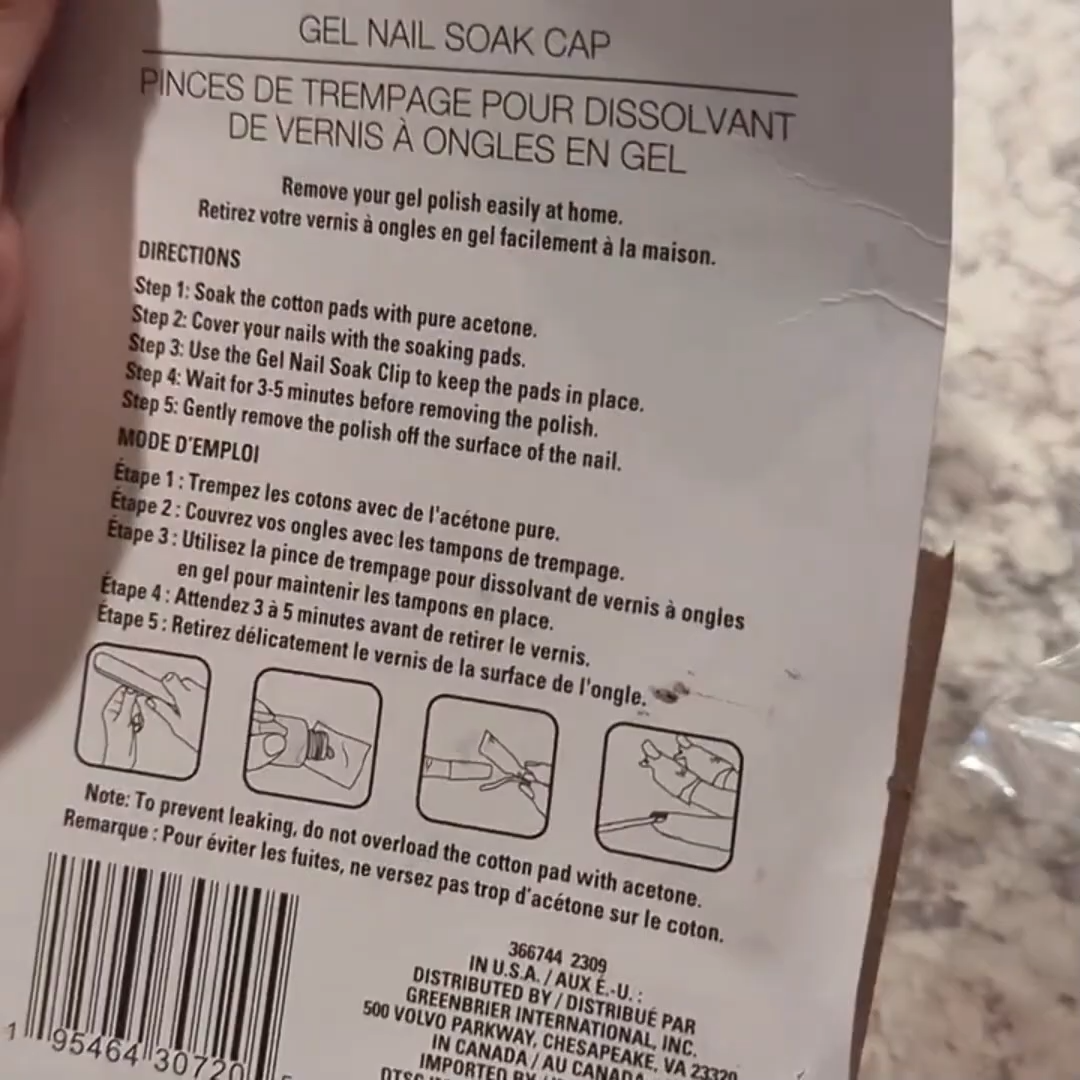 GEL NAIL SOAK CAP
PINCES DE TREMPAGE POUR DISSOLVANT
DE VERNIS À ONGLES EN GEL
Remove your gel polish easily at home.
Retirez votre vernis à ongles en gel facilement à la maison.
DIRECTIONS
Step 1: Soak the cotton pads with pure acetone.
Step 2: Cover your nails with the soaking pads.
Step 3: Use the Gel Nail Soak Clip to keep the pads in place.
Step 4: Wait for 3-5 minutes before removing the polish.
Step 5: Gently remove the polish off the surface of the nail.
MODE D'EMPLOI
Étape 1 : Trempez les cotons avec de l'acétone pure.
Étape 2 : Couvrez vos ongles avec les tampons de trempage.
Étape 3 : Utilisez la pince de trempage pour dissolvant de vernis à ongles
en gel pour maintenir les tampons en place.
Étape 4 : Attendez 3 à 5 minutes avant de retirer le vernis.
Étape 5 : Retirez délicatement le vernis de la surface de l'ongle.
Note: To prevent leaking, do not overload the cotton pad with acetone.
Remarque : Pour éviter les fuites, ne versez pas trop d'acétone sur le coton.
366744 2309
IN U.S.A. / AUX É.-U. :
DISTRIBUTED BY / DISTRIBUÉ PAR
GREENBRIER INTERNATIONAL, INC.
500 VOLVO PARKWAY, CHESAPEAKE, VA 23320
IN CANADA / AU CANADA
IMPORTED BY
1 95464 30720